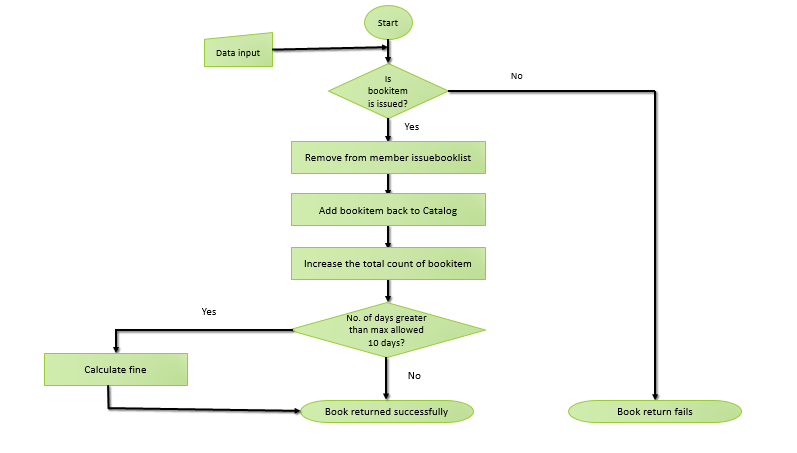 Start
Data input
Is
bookitem
is issued?
No
Yes
Remove from member issuebooklist
Add bookitem back to Catalog
Increase the total count of bookitem
No. of days greater
than max allowed
10 days?
Yes
Calculate fine
No
Book returned successfully
Book return fails